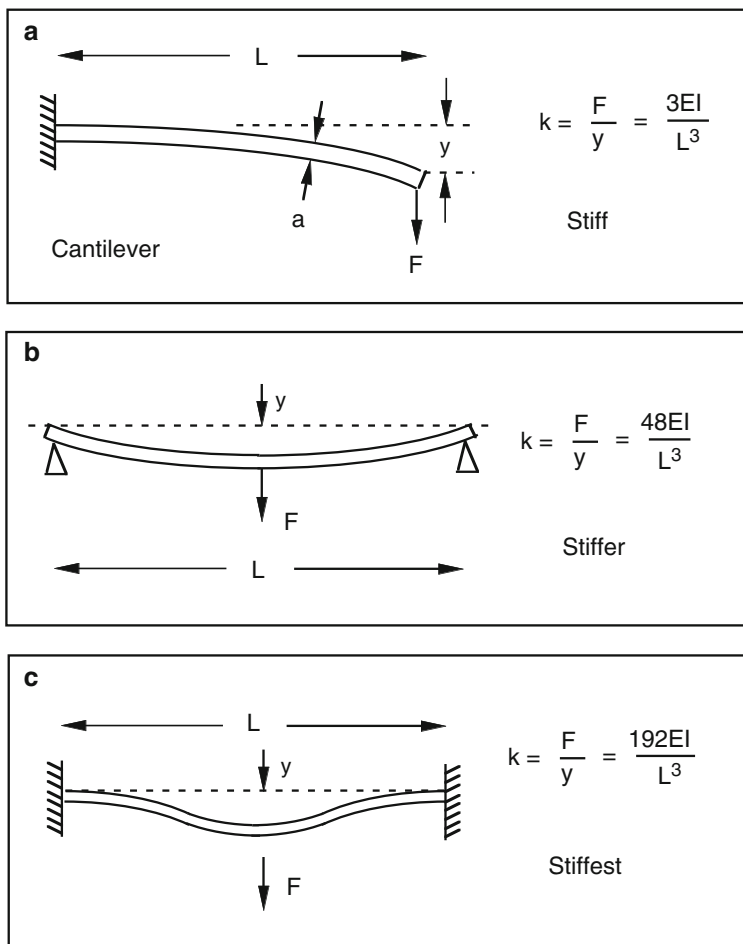 a
L
y
a
F
Cantilever
k = F/y = 3EI/L³
Stiff
b
y
F
L
k = F/y = 48EI/L³
Stiffer
c
L
y
F
k = F/y = 192EI/L³
Stiffest